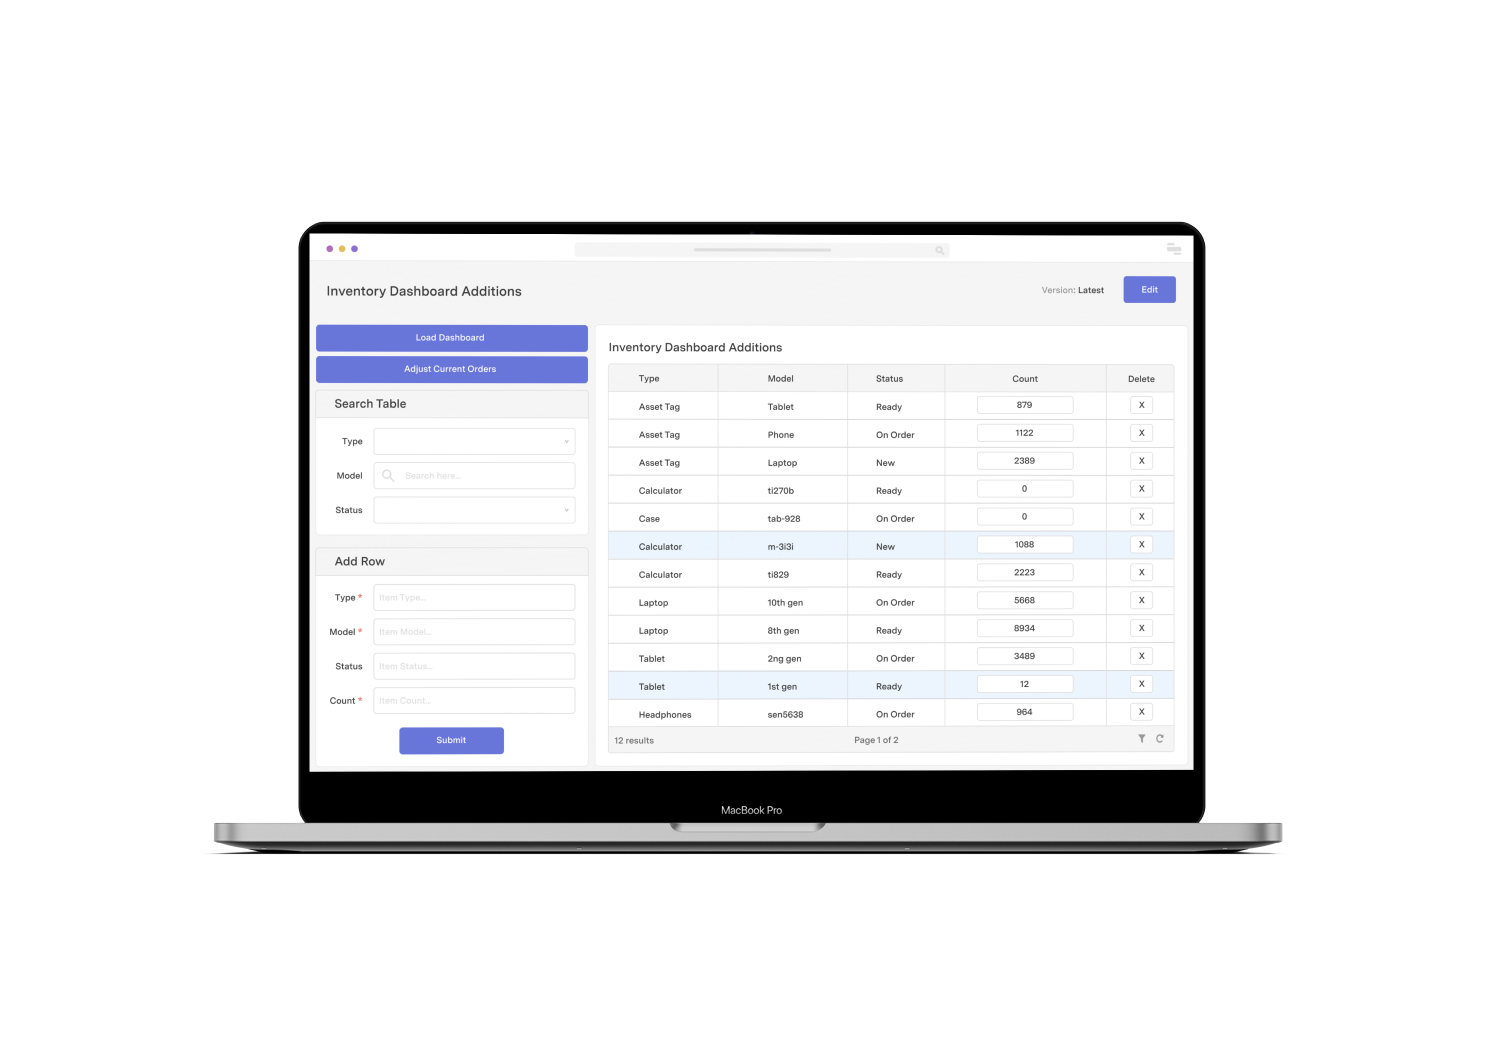 Inventory Dashboard Additions
Version: Latest
Edit
Load Dashboard
Adjust Current Orders
Search Table
Type
Model Search here...
Status
Add Row
Type * Item Type...
Model * Item Model...
Status Item Status...
Count * Item Count...
Submit
Inventory Dashboard Additions
Type Model Status Count Delete
Asset Tag Tablet Ready 879 X
Asset Tag Phone On Order 1122 X
Asset Tag Laptop New 2389 X
Calculator ti270b Ready 0 X
Case tab-928 On Order 0 X
Calculator m-3i3i New 1088 X
Calculator ti829 Ready 2223 X
Laptop 10th gen On Order 5668 X
Laptop 8th gen Ready 8934 X
Tablet 2ng gen On Order 3489 X
Tablet 1st gen Ready 12 X
Headphones sen5638 On Order 964 X
12 results Page 1 of 2
MacBook Pro